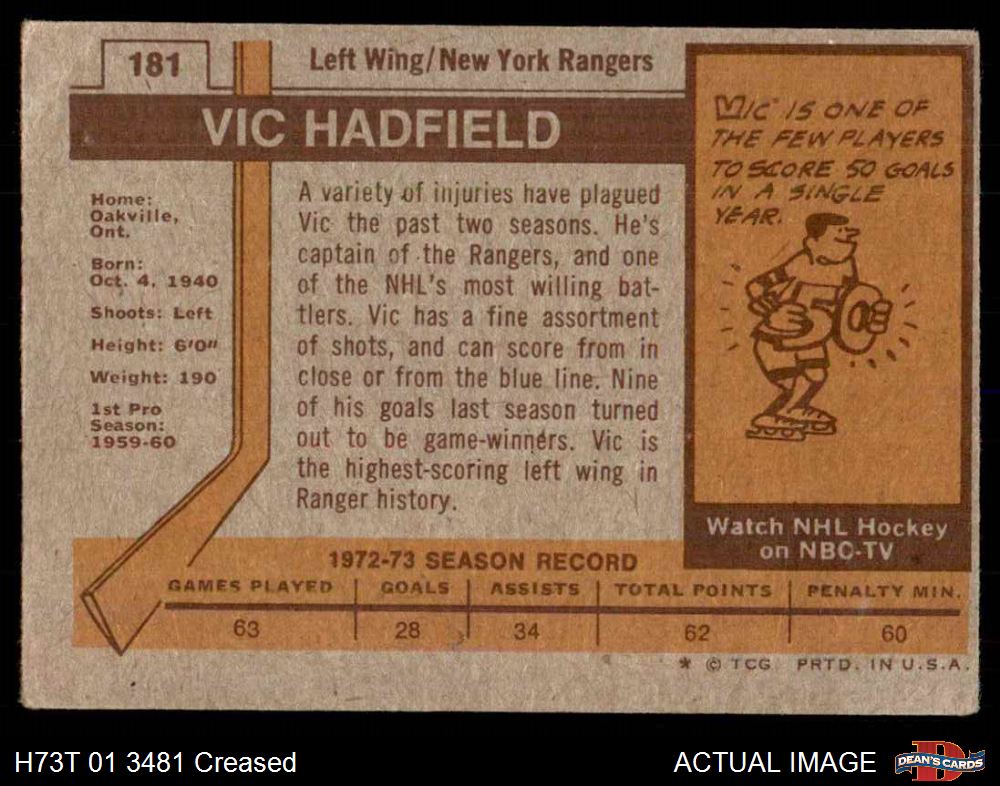 181
Left Wing/New York Rangers
VIC HADFIELD
Home:
Oakville,
Ont.
Born:
Oct. 4, 1940
Shoots: Left
Height: 6'0"
Weight: 190
1st Pro
Season:
1959-60
A variety of injuries have plagued
Vic the past two seasons. He's
captain of the Rangers, and one
of the NHL's most willing bat-
tlers. Vic has a fine assortment
of shots, and can score from in
close or from the blue line. Nine
of his goals last season turned
out to be game-winners. Vic is
the highest-scoring left wing in
Ranger history.
VIC IS ONE OF
THE FEW PLAYERS
TO SCORE 50 GOALS
IN A SINGLE
YEAR.
50
Watch NHL Hockey
on NBC-TV
1972-73 SEASON RECORD
GAMES PLAYED GOALS ASSISTS TOTAL POINTS PENALTY MIN.
63 28 34 62 60
* © TCG PRTD. IN U.S.A.
H73T 01 3481 Creased
ACTUAL IMAGE
D
DEAN'S CARDS